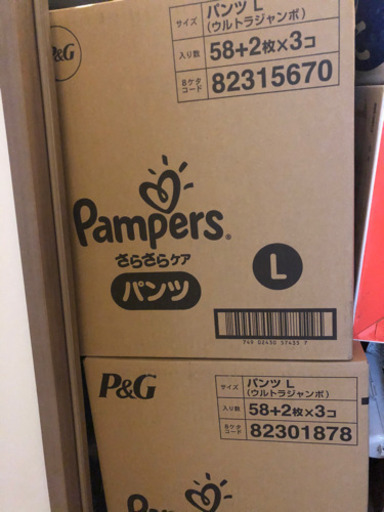 P&G
サイズ パンツ L
(ウルトラジャンボ)
入り数 58+2枚×3コ
8ケタ
コード 82315670
Pampers
さらさらケア
パンツ
L
P&G
サイズ パンツ L
(ウルトラジャンボ)
入り数 58+2枚×3コ
8ケタ
コード 82301878